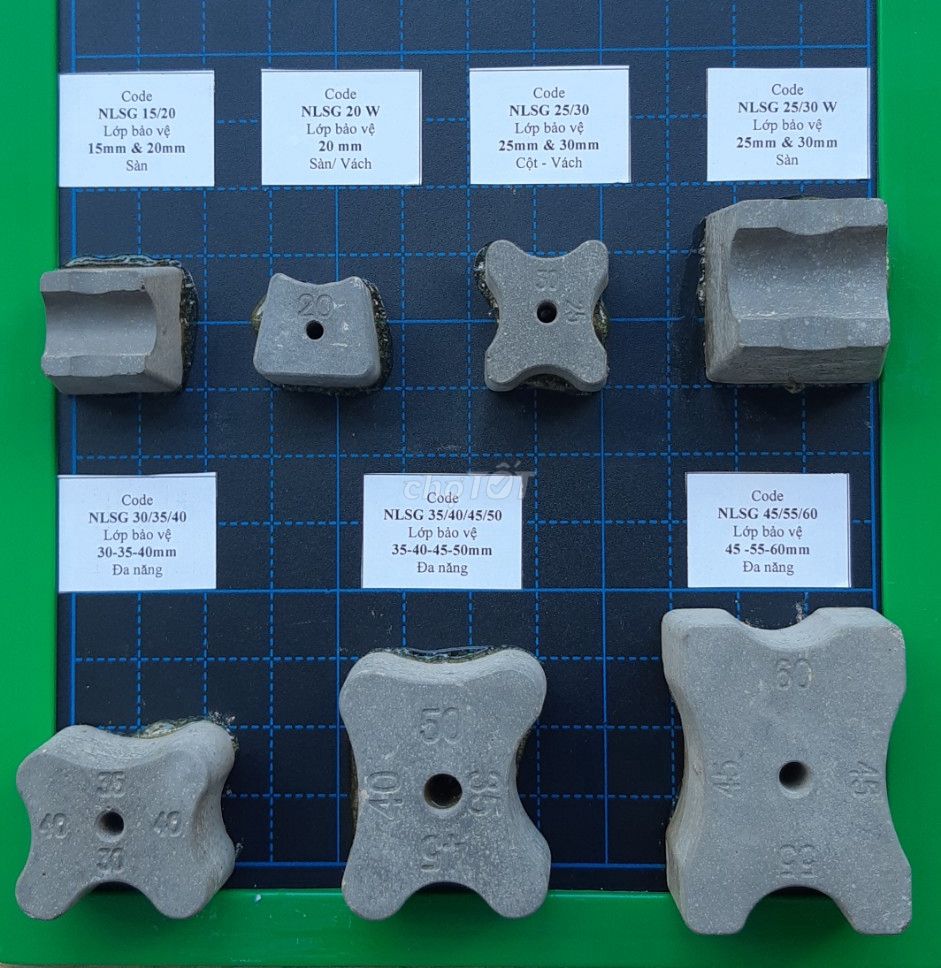 Code
NLSG 15/20
Lớp bảo vệ
15mm & 20mm
Sàn
Code
NLSG 20 W
Lớp bảo vệ
20 mm
Sàn/ Vách
Code
NLSG 25/30
Lớp bảo vệ
25mm & 30mm
Cột - Vách
Code
NLSG 25/30 W
Lớp bảo vệ
25mm & 30mm
Sàn
20
30
25
choTỐT
Code
NLSG 30/35/40
Lớp bảo vệ
30-35-40mm
Đa năng
Code
NLSG 35/40/45/50
Lớp bảo vệ
35-40-45-50mm
Đa năng
Code
NLSG 45/55/60
Lớp bảo vệ
45 -55-60mm
Đa năng
35
40
40
30
50
40
35
45
60
45
45
55